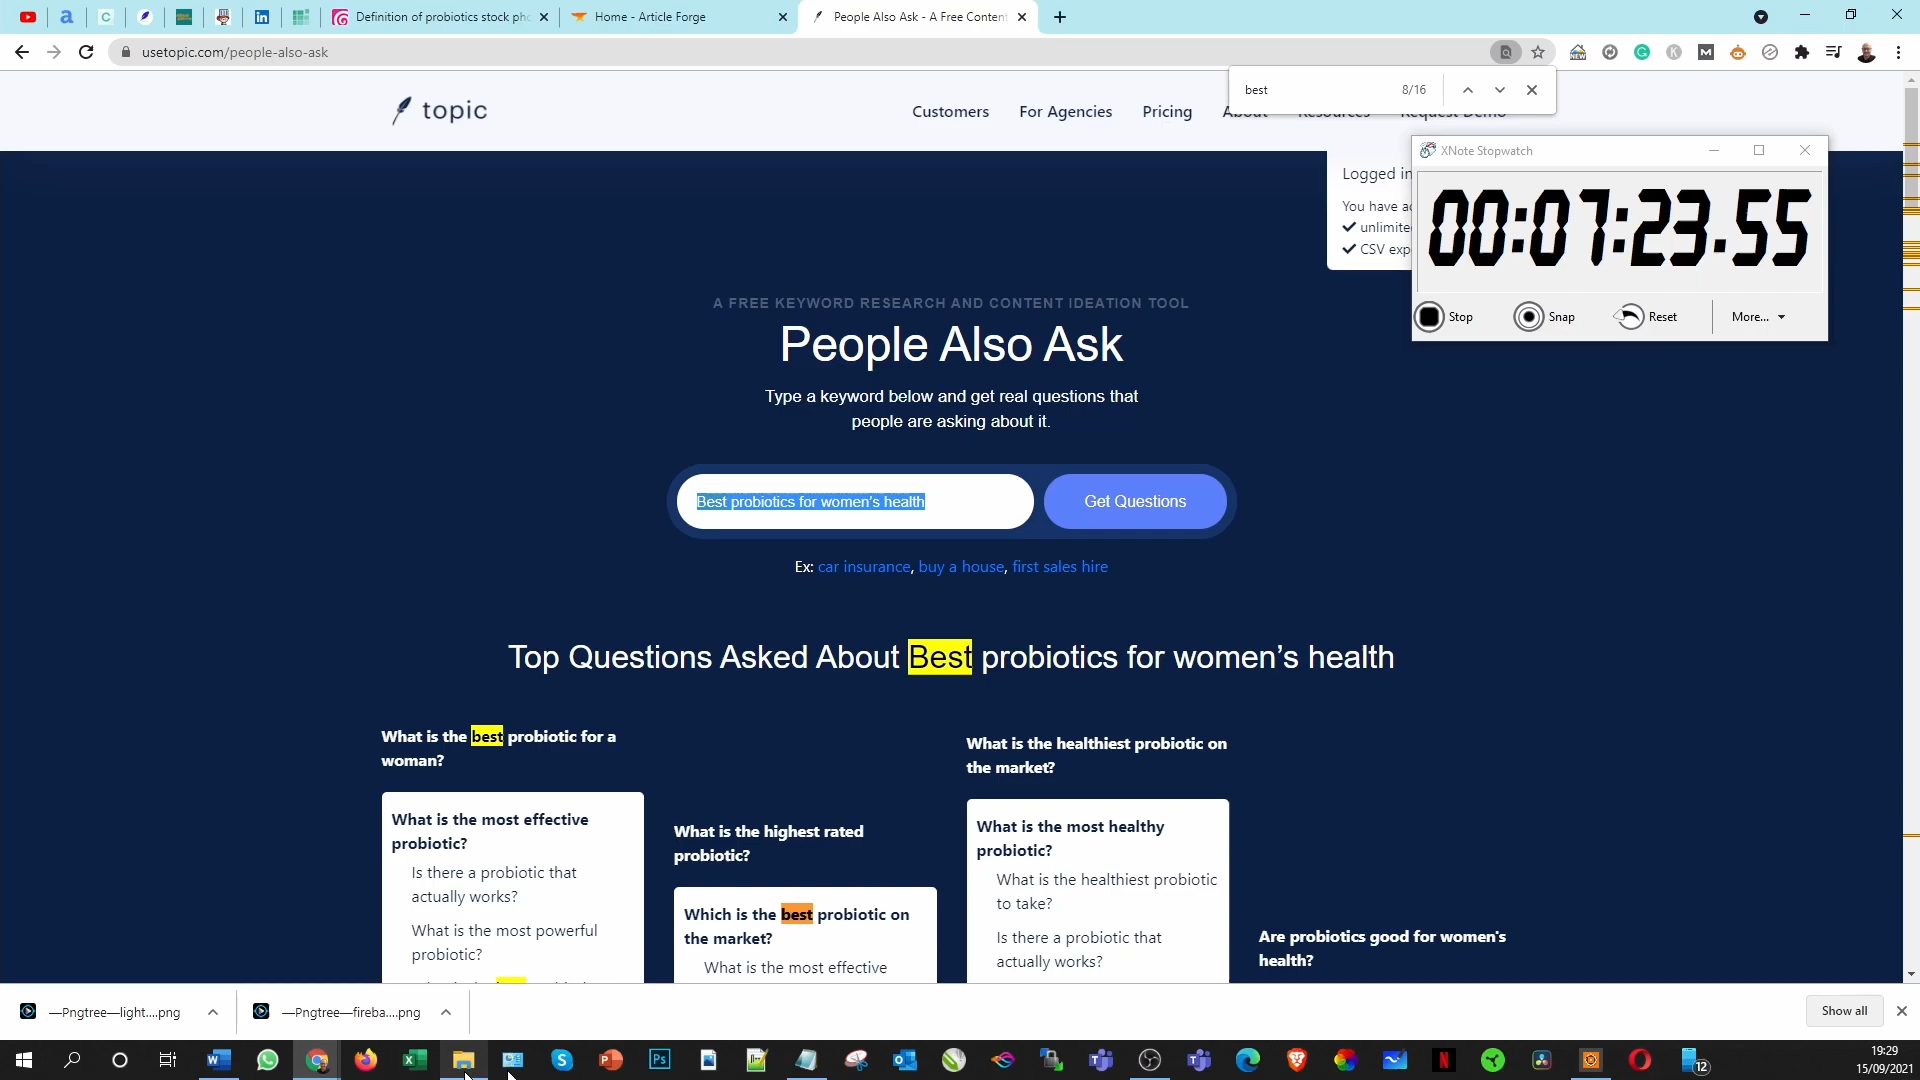 Definition of probiotics stock pho
Home - Article Forge
People Also Ask - A Free Content
usetopic.com/people-also-ask
best
8/16
topic
Customers
For Agencies
Pricing
About
Resources
Request Demo
XNote Stopwatch
00:07:23.55
Stop
Snap
Reset
More...
Logged in
You have ac
unlimite
CSV exp
A FREE KEYWORD RESEARCH AND CONTENT IDEATION TOOL
People Also Ask
Type a keyword below and get real questions that
people are asking about it.
Best probiotics for women’s health
Get Questions
Ex: car insurance, buy a house, first sales hire
Top Questions Asked About Best probiotics for women’s health
What is the best probiotic for a
woman?
What is the most effective
probiotic?
Is there a probiotic that
actually works?
What is the most powerful
probiotic?
What is the highest rated
probiotic?
Which is the best probiotic on
the market?
What is the most effective
What is the healthiest probiotic on
the market?
What is the most healthy
probiotic?
What is the healthiest probiotic
to take?
Is there a probiotic that
actually works?
Are probiotics good for women's
health?
—Pngtree—light....png
—Pngtree—fireba....png
Show all
12
19:29
15/09/2021